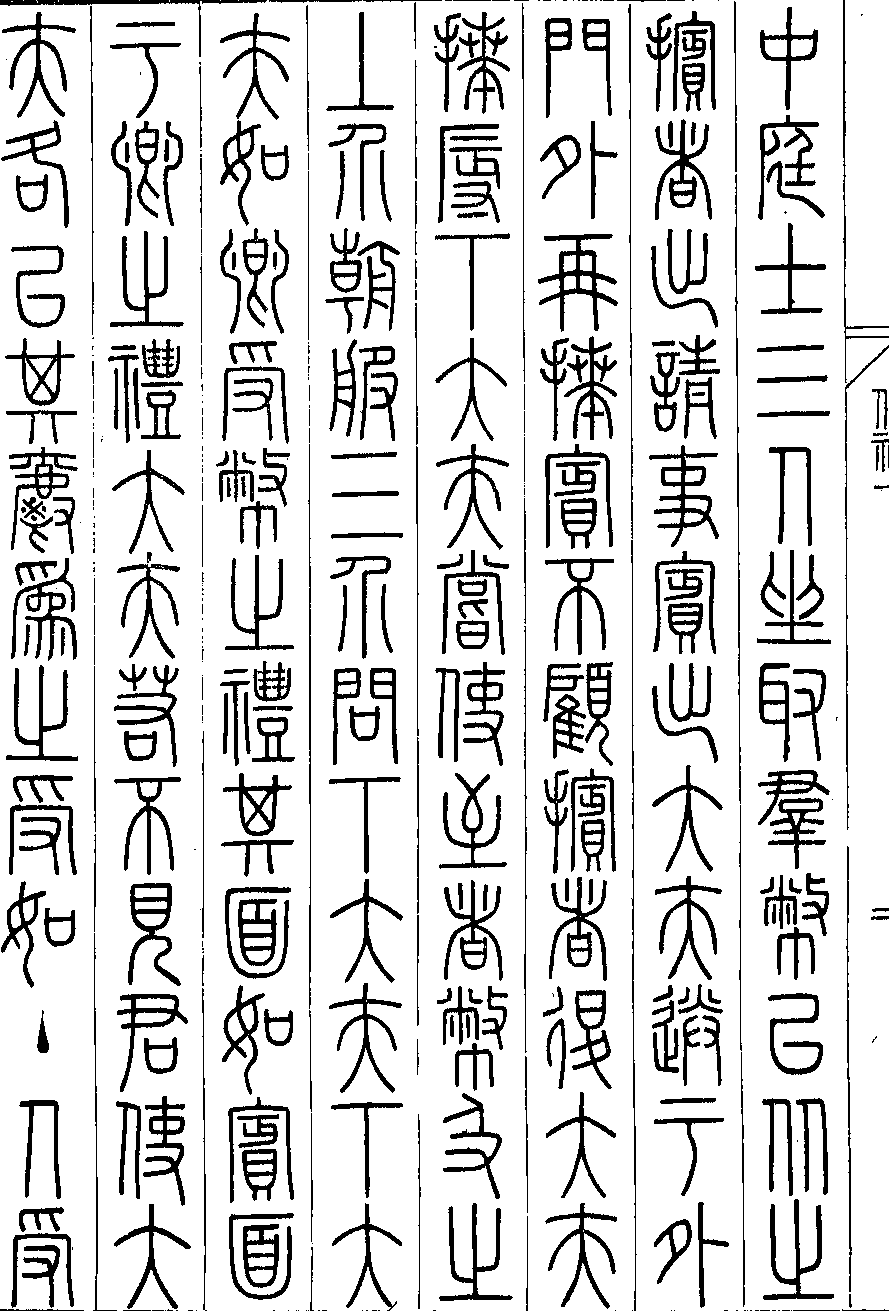 中庭士三人坐取羣幣以从之
擯者出請事賓出大夫送于外
門外再拜賓不顧擯者退大夫
拜辱下大夫嘗使至者幣及之
上介朝服三介問下大夫下大
夫如卿受幣之禮其面如賓面
于卿之禮大夫若不見君使大
夫各以其爵爲之受如丶人受